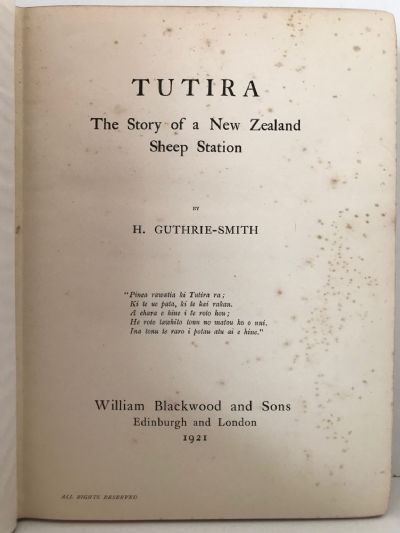 TUTIRA
The Story of a New Zealand
Sheep Station
BY
H. GUTHRIE-SMITH
"Pinea rawatia ki Tutira ra;
Ki te ue pata, ki te kai rakau.
A ehara e hine i te roto hou;
He roto tawhito tonu no matou ko o nui.
Ina tonu te raro i potau atu ai e hine."
William Blackwood and Sons
Edinburgh and London
1921
ALL RIGHTS RESERVED